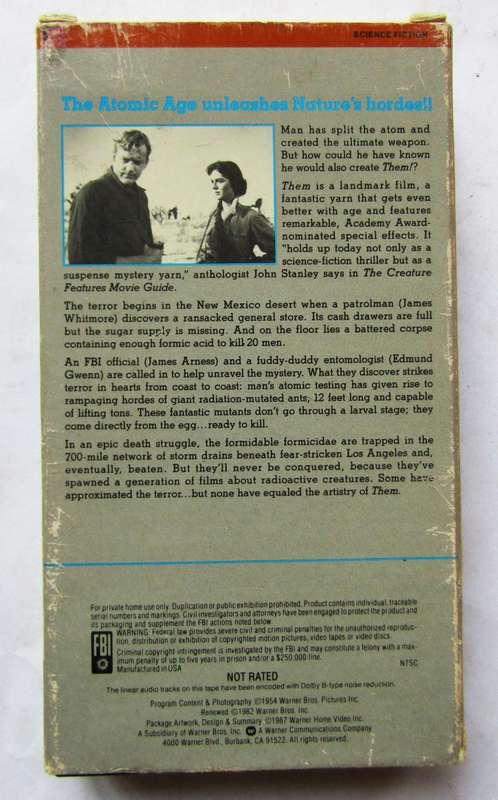 SCIENCE FICTION
The Atomic Age unleashes Nature's hordes!!
Man has split the atom and
created the ultimate weapon.
But how could he have known
he would also create Them!?
Them is a landmark film, a
fantastic yarn that gets even
better with age and features
remarkable, Academy Award-
nominated special effects. It
"holds up today not only as a
science-fiction thriller but as a
suspense mystery yarn," anthologist John Stanley says in The Creature
Features Movie Guide.
The terror begins in the New Mexico desert when a patrolman (James
Whitmore) discovers a ransacked general store. Its cash drawers are full
but the sugar supply is missing. And on the floor lies a battered corpse
containing enough formic acid to kill 20 men.
An FBI official (James Arness) and a fuddy-duddy entomologist (Edmund
Gwenn) are called in to help unravel the mystery. What they discover strikes
terror in hearts from coast to coast: man's atomic testing has given rise to
rampaging hordes of giant radiation-mutated ants; 12 feet long and capable
of lifting tons. These fantastic mutants don't go through a larval stage; they
come directly from the egg...ready to kill.
In an epic death struggle, the formidable formicidae are trapped in the
700-mile network of storm drains beneath fear-stricken Los Angeles and,
eventually, beaten. But they'll never be conquered, because they've
spawned a generation of films about radioactive creatures. Some have
approximated the terror...but none have equaled the artistry of Them.
For private home use only. Duplication or public exhibition prohibited. Product contains individual, traceable
serial numbers and markings. Civil investigators and attorneys have been engaged to protect the product and
its packaging and supplement the FBI actions noted below.
FBI
WARNING: Federal law provides severe civil and criminal penalties for the unauthorized reproduc-
tion, distribution or exhibition of copyrighted motion pictures, video tapes or video discs.
Criminal copyright infringement is investigated by the FBI and may constitute a felony with a max-
imum penalty of up to five years in prison and/or a $250,000 fine.
Manufactured in USA
NTSC
NOT RATED
The linear audio tracks on this tape have been encoded with Dolby B-type noise reduction.
Program Content & Photography ©1954 Warner Bros. Pictures Inc.
Renewed ©1982 Warner Bros. Inc.
Package Artwork, Design & Summary ©1987 Warner Home Video Inc.
A Subsidiary of Warner Bros. Inc. A Warner Communications Company
4000 Warner Blvd., Burbank, CA 91522. All rights reserved.